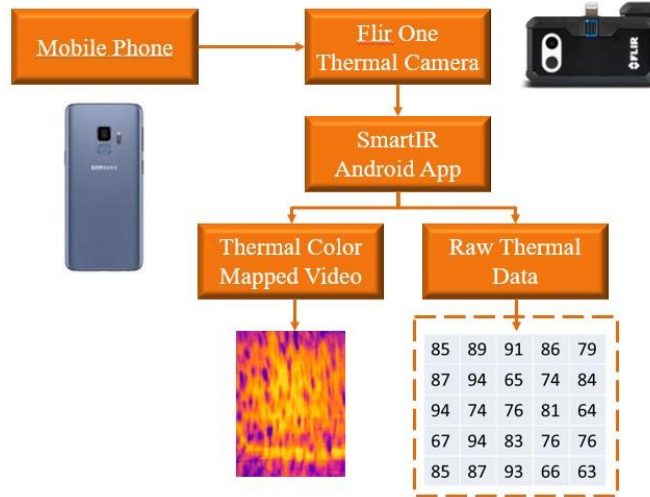 Mobile Phone
Flir One
Thermal Camera
FLIR
SAMSUNG
SmartIR
Android App
Thermal Color
Mapped Video
Raw Thermal
Data
85 89 91 86 79
87 94 65 74 84
94 74 76 81 64
67 94 83 76 76
85 87 93 66 63